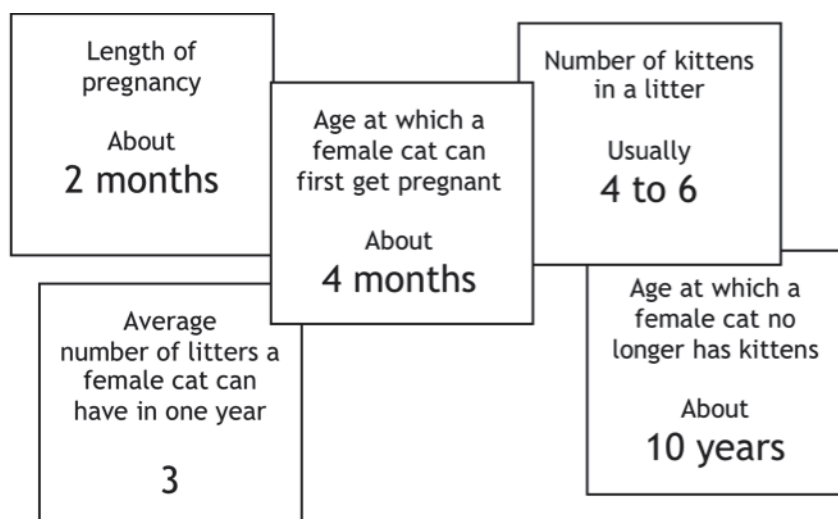 Length of
pregnancy
About
2 months
Age at which a
female cat can
first get pregnant
About
4 months
Number of kittens
in a litter
Usually
4 to 6
Average
number of litters a
female cat can
have in one year
3
Age at which a
female cat no
longer has kittens
About
10 years